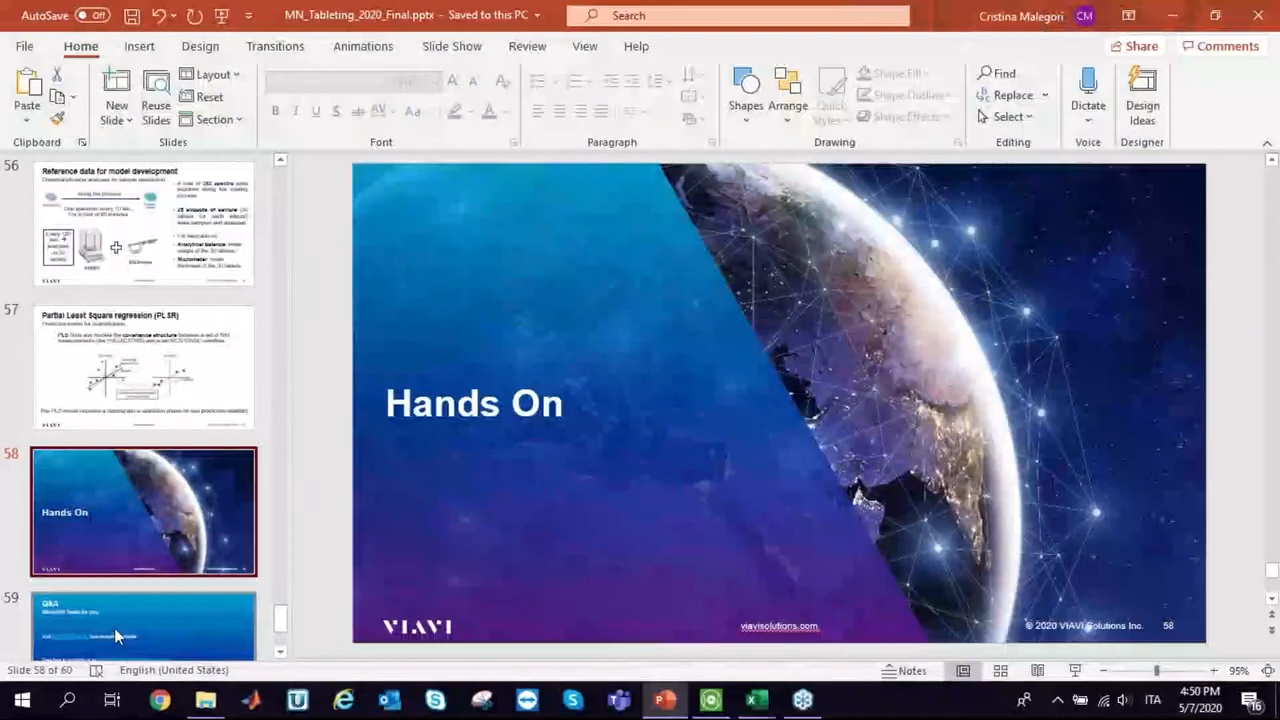 AutoSave Off MN_Tableting_2020_Final.pptx - Saved to this PC Search Cristina Malegori CM
File Home Insert Design Transitions Animations Slide Show Review View Help Share Comments
Paste New Slide Reuse Slides Layout Reset Section Shapes Arrange Quick Styles Shape Fill Shape Outline Shape Effects Find Replace Select Dictate Design Ideas
Clipboard Slides Font Paragraph Drawing Editing Voice Designer
56
Reference data for model development
57
Partial Least Square regression (PLSR)
58
Hands On
59
Q&A
Hands On
VIAVI
viavisolutions.com
© 2020 VIAVI Solutions Inc. 58
Slide 58 of 60 English (United States) Notes 95%
ITA 4:50 PM
5/7/2020 16